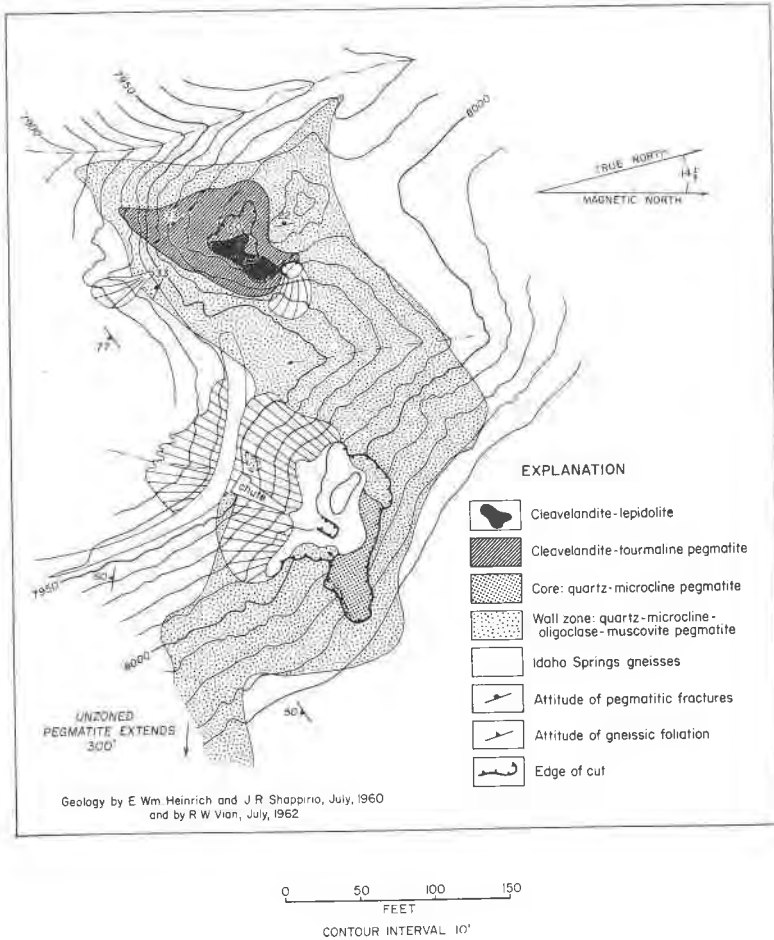 7950
7900
8000
TRUE NORTH
MAGNETIC NORTH
33
77
chute
7950
50
8000
50
UNZONED
PEGMATITE EXTENDS
300'
EXPLANATION
Cleavelandite-lepidolite
Cleavelandite-tourmaline pegmatite
Core: quartz-microcline pegmatite
Wall zone: quartz-microcline-
oligoclase-muscovite pegmatite
Idaho Springs gneisses
Attitude of pegmatitic fractures
Attitude of gneissic foliation
Edge of cut
Geology by E Wm. Heinrich and J R Shappirio, July, 1960
and by R W Vian, July, 1962
0 50 100 150
FEET
CONTOUR INTERVAL 10'